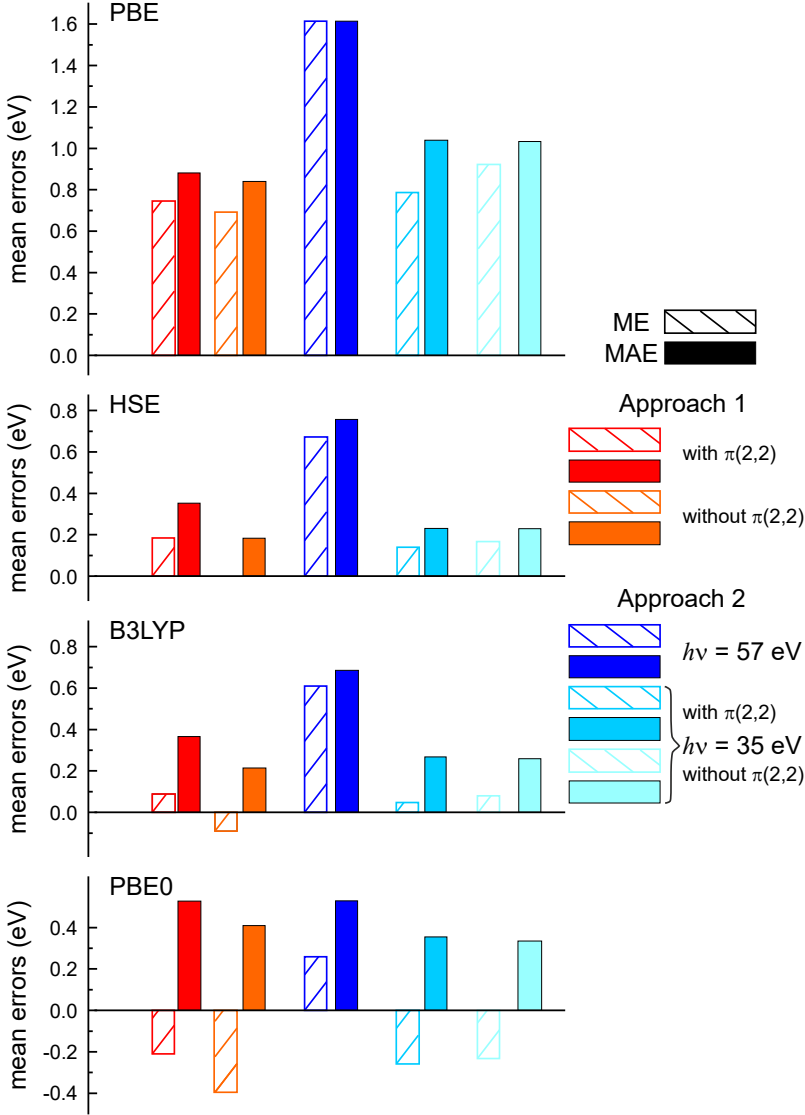 PBE
mean errors (eV)
1.6
1.4
1.2
1.0
0.8
0.6
0.4
0.2
0.0
ME
MAE
HSE
mean errors (eV)
0.8
0.6
0.4
0.2
0.0
Approach 1
with π(2,2)
without π(2,2)
Approach 2
hν = 57 eV
with π(2,2)
hν = 35 eV
without π(2,2)
B3LYP
mean errors (eV)
0.8
0.6
0.4
0.2
0.0
PBE0
mean errors (eV)
0.4
0.2
0.0
-0.2
-0.4